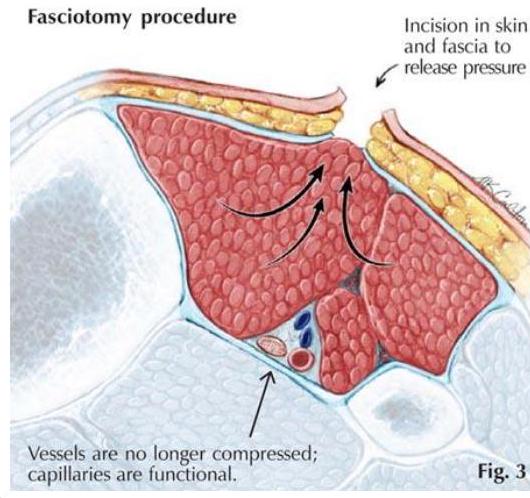 Fasciotomy procedure
Incision in skin
and fascia to
release pressure
Vessels are no longer compressed;
capillaries are functional.
Fig. 3